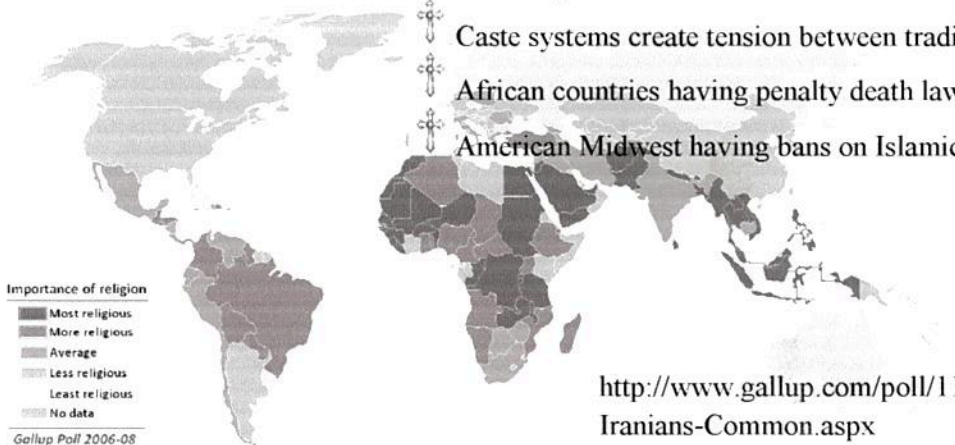 Caste systems create tension between tradi
African countries having penalty death law
American Midwest having bans on Islamic
Importance of religion
Most religious
More religious
Average
Less religious
Least religious
No data
Gallup Poll 2006-08
http://www.gallup.com/poll/1
Iranians-Common.aspx